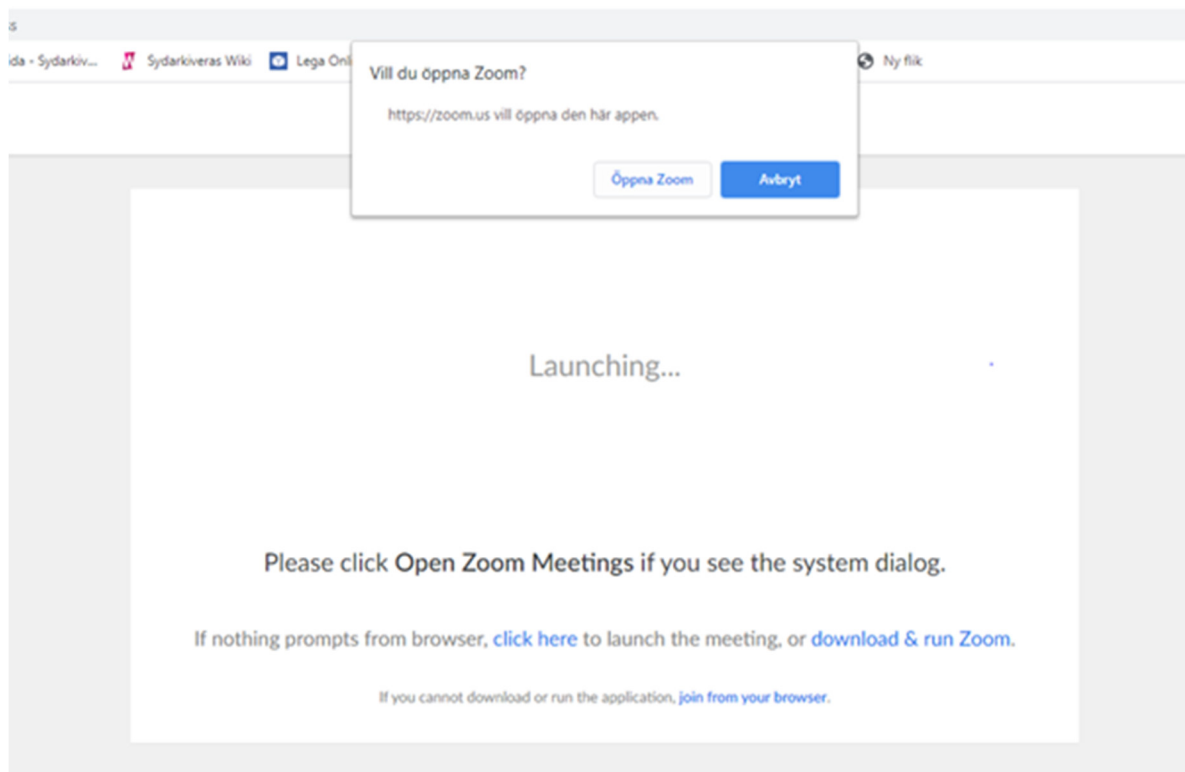 ida - Sydarkiv... Sydarkiveras Wiki Lega Onl Ny flik
Vill du öppna Zoom?
https://zoom.us vill öppna den här appen.
Öppna Zoom Avbryt
Launching...
Please click Open Zoom Meetings if you see the system dialog.
If nothing prompts from browser, click here to launch the meeting, or download & run Zoom.
If you cannot download or run the application, join from your browser.